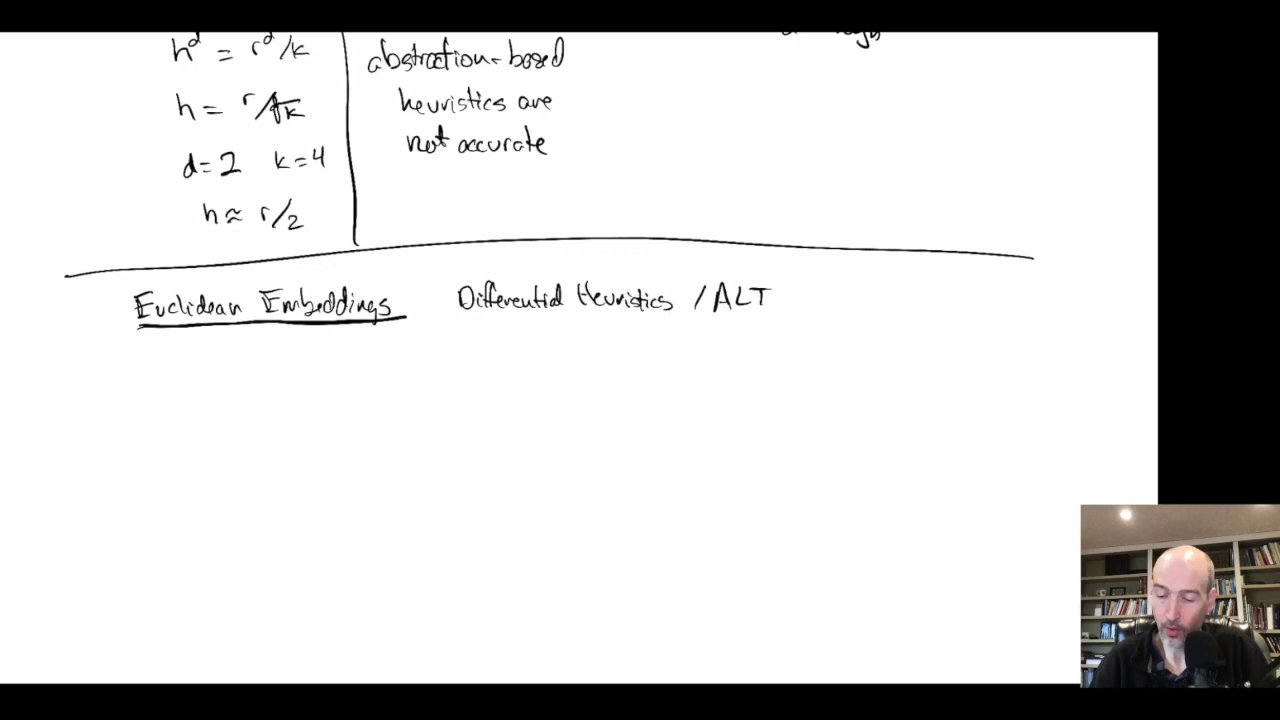 h^d = r^d/k
h = r/∜k
d=2 k=4
h ≈ r/2
abstraction-based
heuristics are
not accurate
Euclidean Embeddings Differential Heuristics / ALT